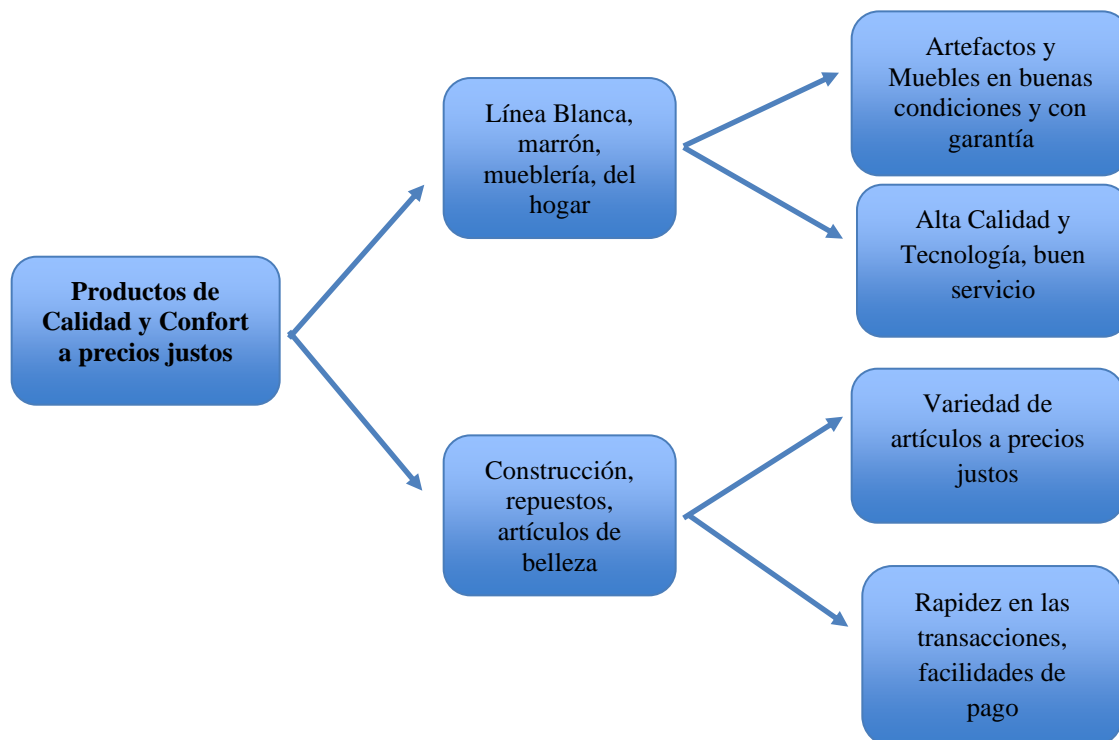 Productos de
Calidad y Confort
a precios justos
Línea Blanca,
marrón,
mueblería, del
hogar
Artefactos y
Muebles en buenas
condiciones y con
garantía
Alta Calidad y
Tecnología, buen
servicio
Construcción,
repuestos,
artículos de
belleza
Variedad de
artículos a precios
justos
Rapidez en las
transacciones,
facilidades de
pago